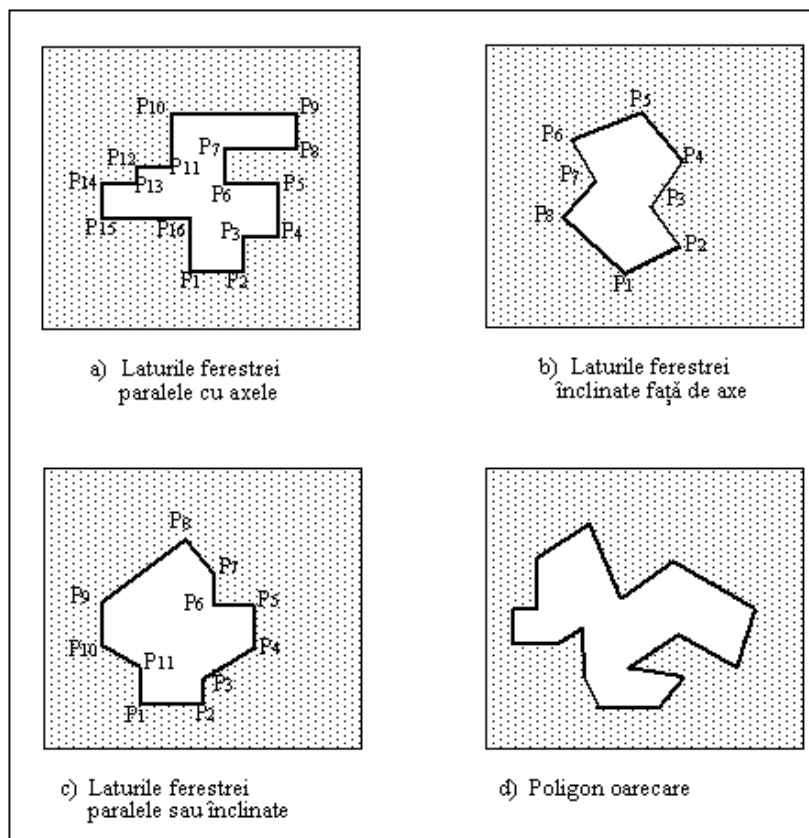 P10 P9
P12 P11 P7 P8
P14 P13 P6 P5
P15 P16 P3 P4
P1 P2
a) Laturile ferestrei
paralele cu axele
P5
P6 P4
P7 P3
P8 P2
P1
b) Laturile ferestrei
înclinate faţă de axe
P8
P7
P9 P6 P5
P10 P11 P4
P3
P1 P2
c) Laturile ferestrei
paralele sau înclinate
d) Poligon oarecare